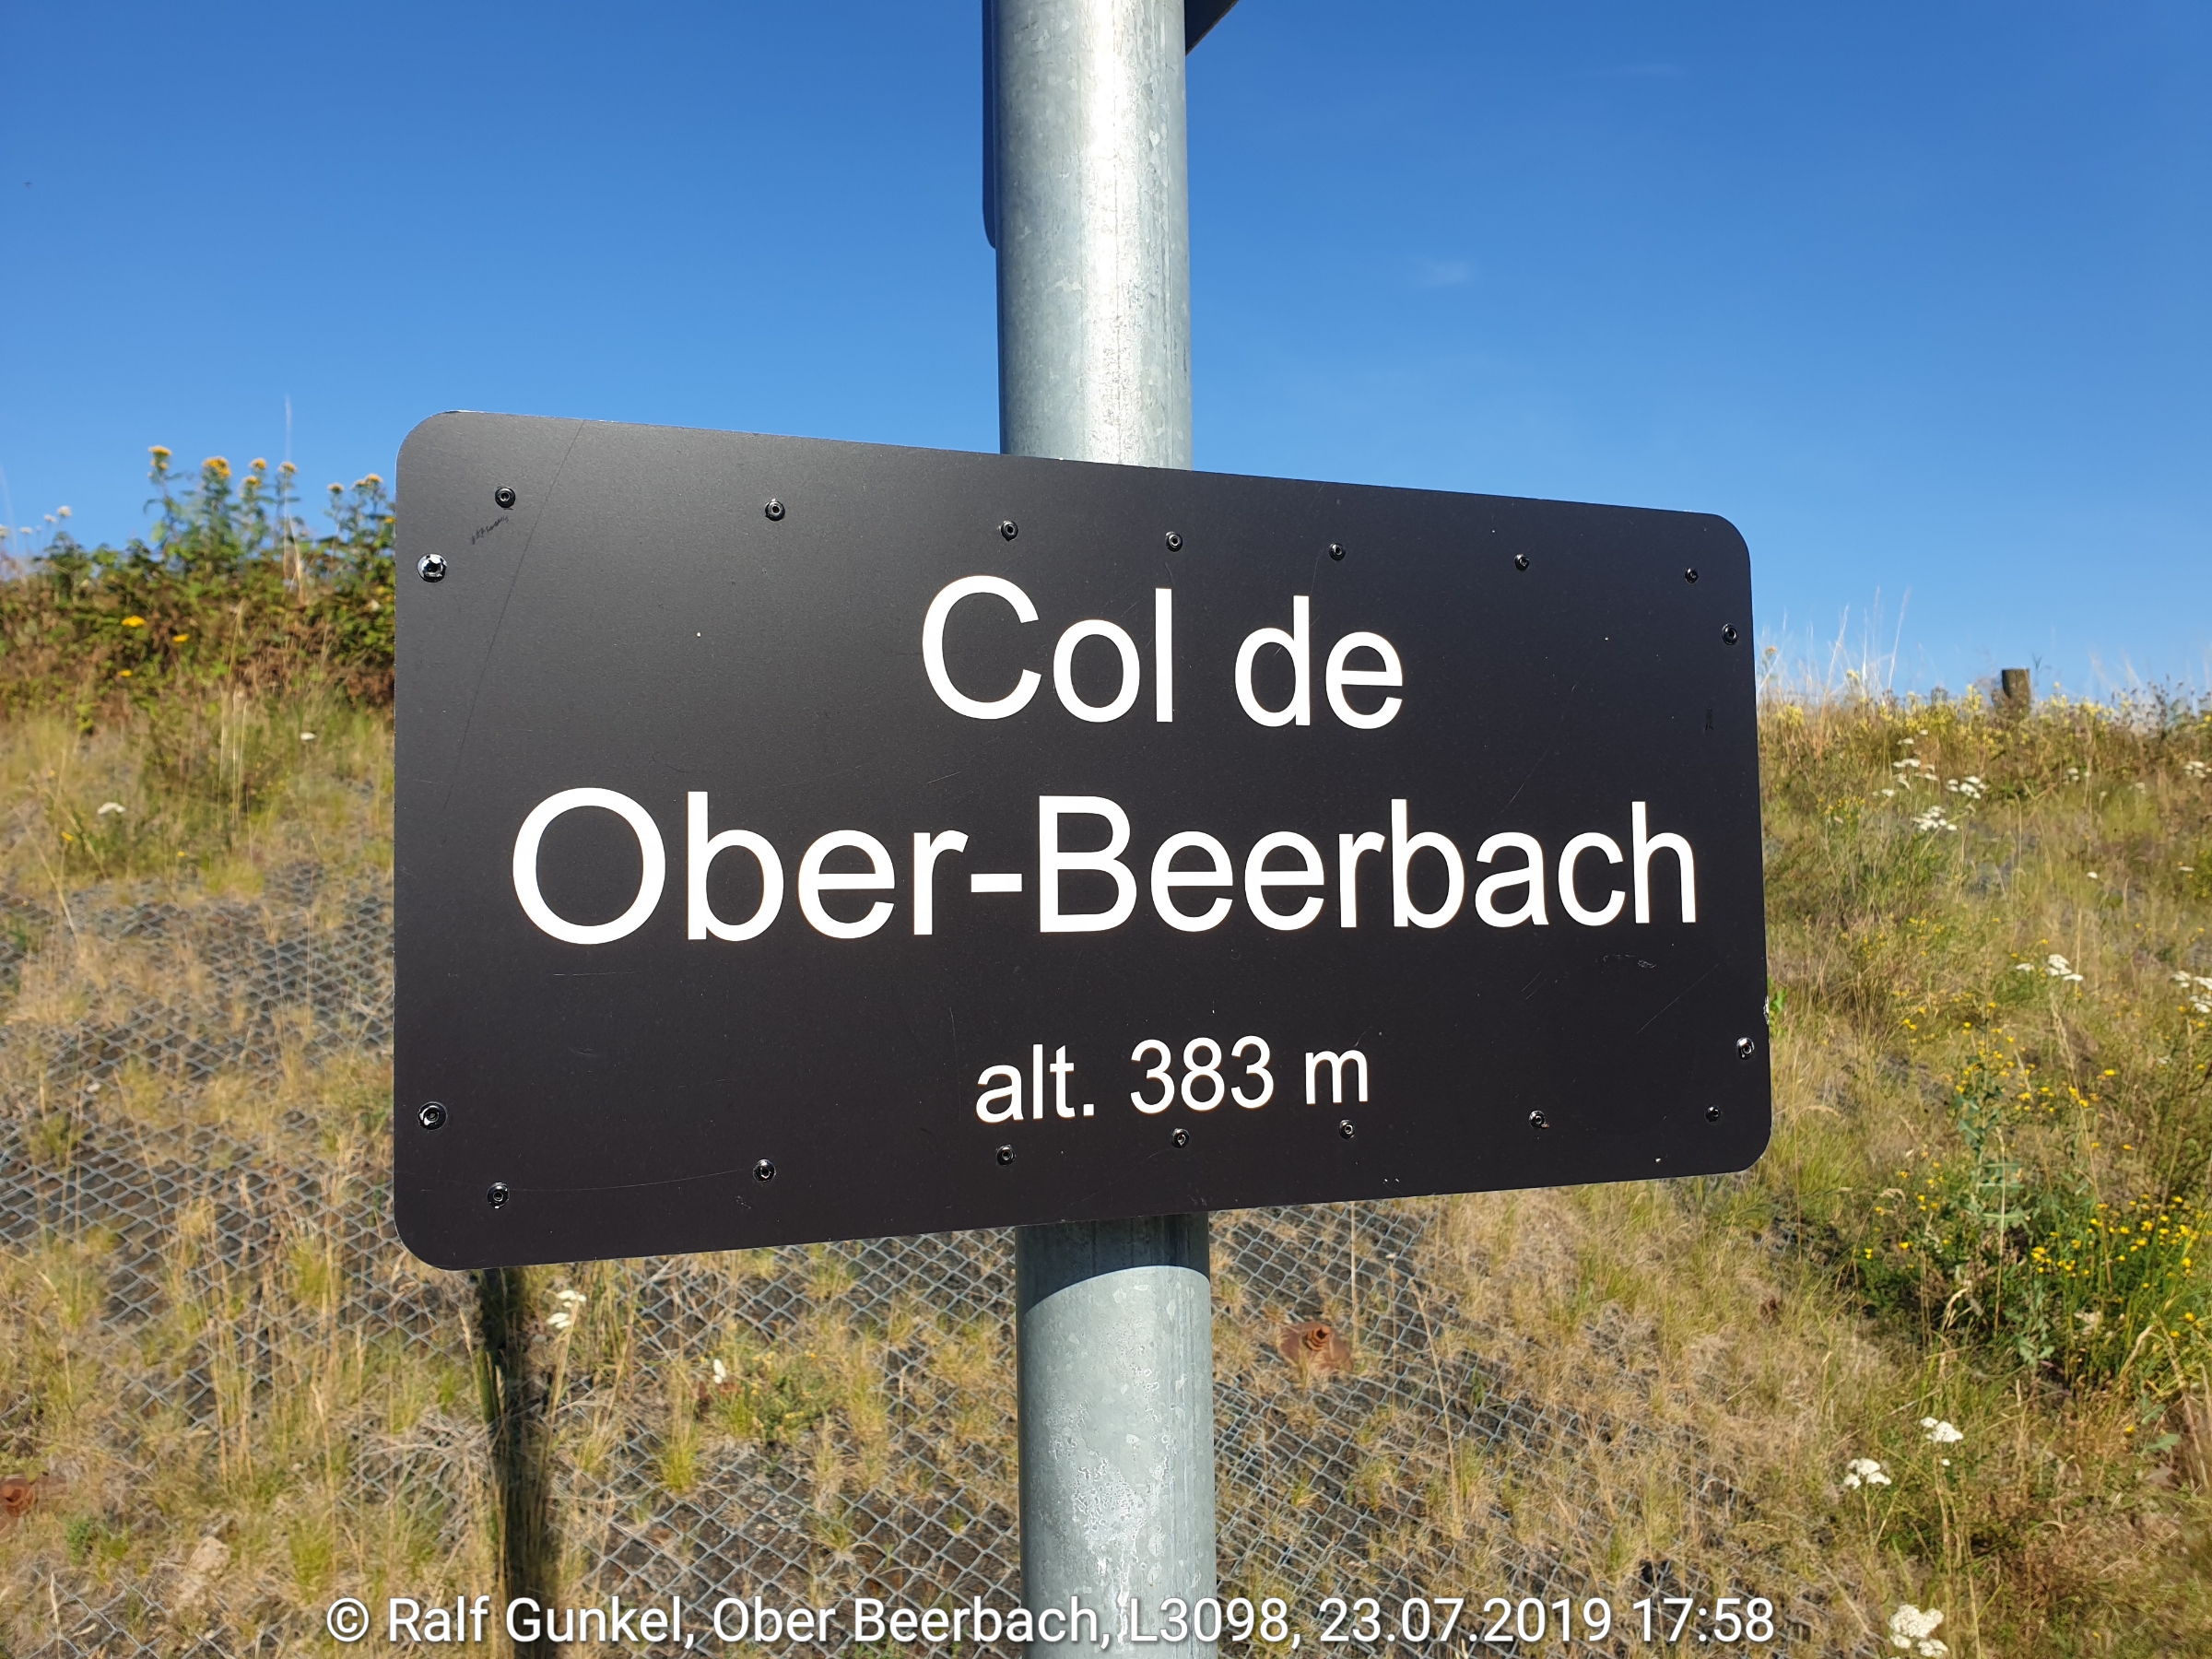 Col de
Ober-Beerbach
alt. 383 m
© Ralf Gunkel, Ober Beerbach, L3098, 23.07.2019 17:58